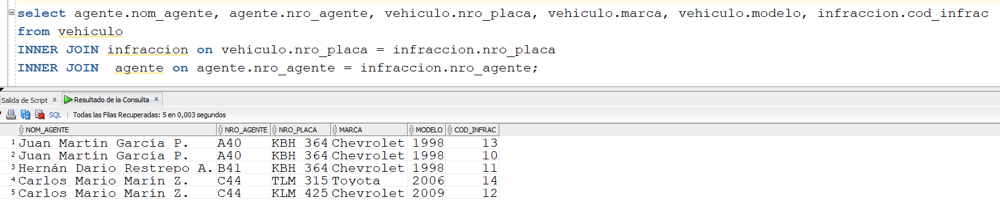 select agente.nom_agente, agente.nro_agente, vehiculo.nro_placa, vehiculo.marca, vehiculo.modelo, infraccion.cod_infrac
from vehiculo
INNER JOIN infraccion on vehiculo.nro_placa = infraccion.nro_placa
INNER JOIN  agente on agente.nro_agente = infraccion.nro_agente;
Salida de Script x Resultado de la Consulta x
SQL | Todas las Filas Recuperadas: 5 en 0,003 segundos
NOM_AGENTE NRO_AGENTE NRO_PLACA MARCA MODELO COD_INFRAC
1 Juan Martín García P. A40 KBH 364 Chevrolet 1998 13
2 Juan Martín García P. A40 KBH 364 Chevrolet 1998 10
3 Hernán Dario Restrepo A. B41 KBH 364 Chevrolet 1998 11
4 Carlos Mario Marín Z. C44 TLM 315 Toyota 2006 14
5 Carlos Mario Marín Z. C44 KLM 425 Chevrolet 2009 12